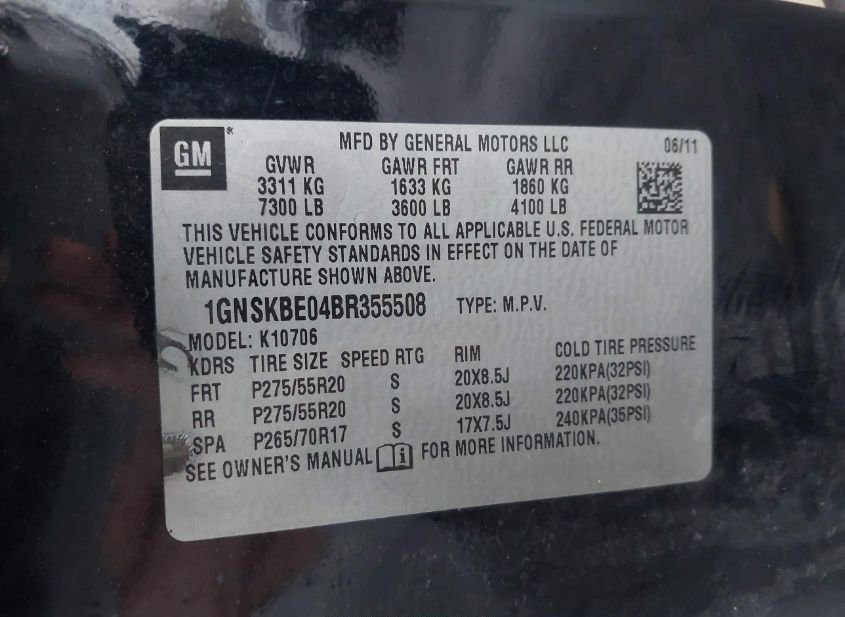 GM
MFD BY GENERAL MOTORS LLC 06/11
GVWR GAWR FRT GAWR RR
3311 KG 1633 KG 1860 KG
7300 LB 3600 LB 4100 LB
THIS VEHICLE CONFORMS TO ALL APPLICABLE U.S. FEDERAL MOTOR
VEHICLE SAFETY STANDARDS IN EFFECT ON THE DATE OF
MANUFACTURE SHOWN ABOVE.
1GNSKBE04BR355508 TYPE: M.P.V.
MODEL: K10706
KDRS TIRE SIZE SPEED RTG RIM COLD TIRE PRESSURE
FRT P275/55R20 S 20X8.5J 220KPA(32PSI)
RR P275/55R20 S 20X8.5J 220KPA(32PSI)
SPA P265/70R17 S 17X7.5J 240KPA(35PSI)
SEE OWNER'S MANUAL FOR MORE INFORMATION.